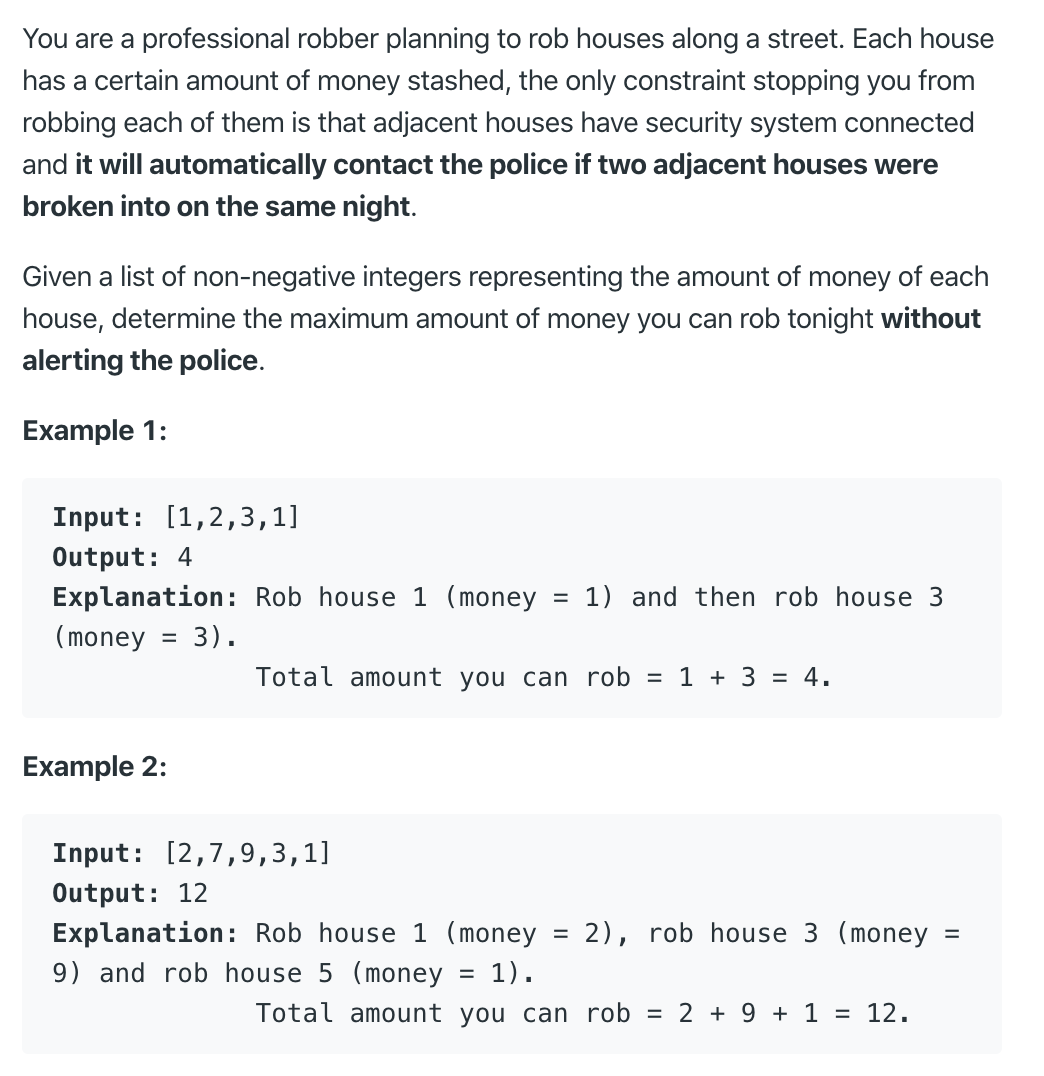 You are a professional robber planning to rob houses along a street. Each house
has a certain amount of money stashed, the only constraint stopping you from
robbing each of them is that adjacent houses have security system connected
and it will automatically contact the police if two adjacent houses were
broken into on the same night.
Given a list of non-negative integers representing the amount of money of each
house, determine the maximum amount of money you can rob tonight without
alerting the police.
Example 1:
Input: [1,2,3,1]
Output: 4
Explanation: Rob house 1 (money = 1) and then rob house 3
(money = 3).
Total amount you can rob = 1 + 3 = 4.
Example 2:
Input: [2,7,9,3,1]
Output: 12
Explanation: Rob house 1 (money = 2), rob house 3 (money =
9) and rob house 5 (money = 1).
Total amount you can rob = 2 + 9 + 1 = 12.